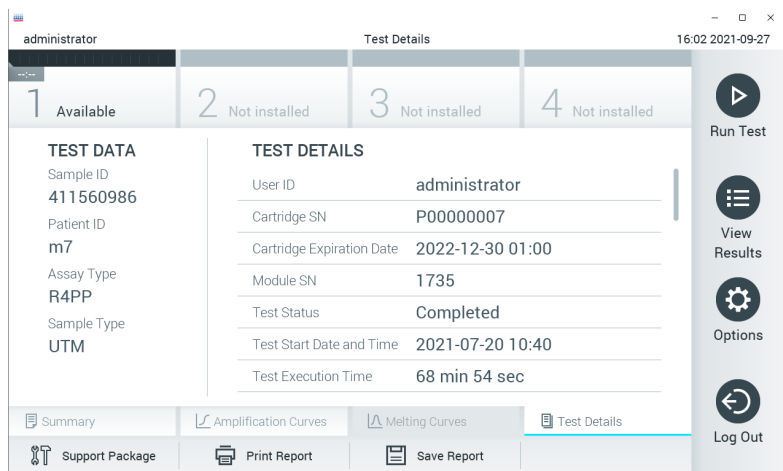 administrator
Test Details
16:02 2021-09-27
--:--
1 Available
2 Not installed
3 Not installed
4 Not installed
TEST DATA
Sample ID
411560986
Patient ID
m7
Assay Type
R4PP
Sample Type
UTM
TEST DETAILS
User ID administrator
Cartridge SN P00000007
Cartridge Expiration Date 2022-12-30 01:00
Module SN 1735
Test Status Completed
Test Start Date and Time 2021-07-20 10:40
Test Execution Time 68 min 54 sec
Run Test
View
Results
Options
Log Out
Summary
Amplification Curves
Melting Curves
Test Details
Support Package
Print Report
Save Report